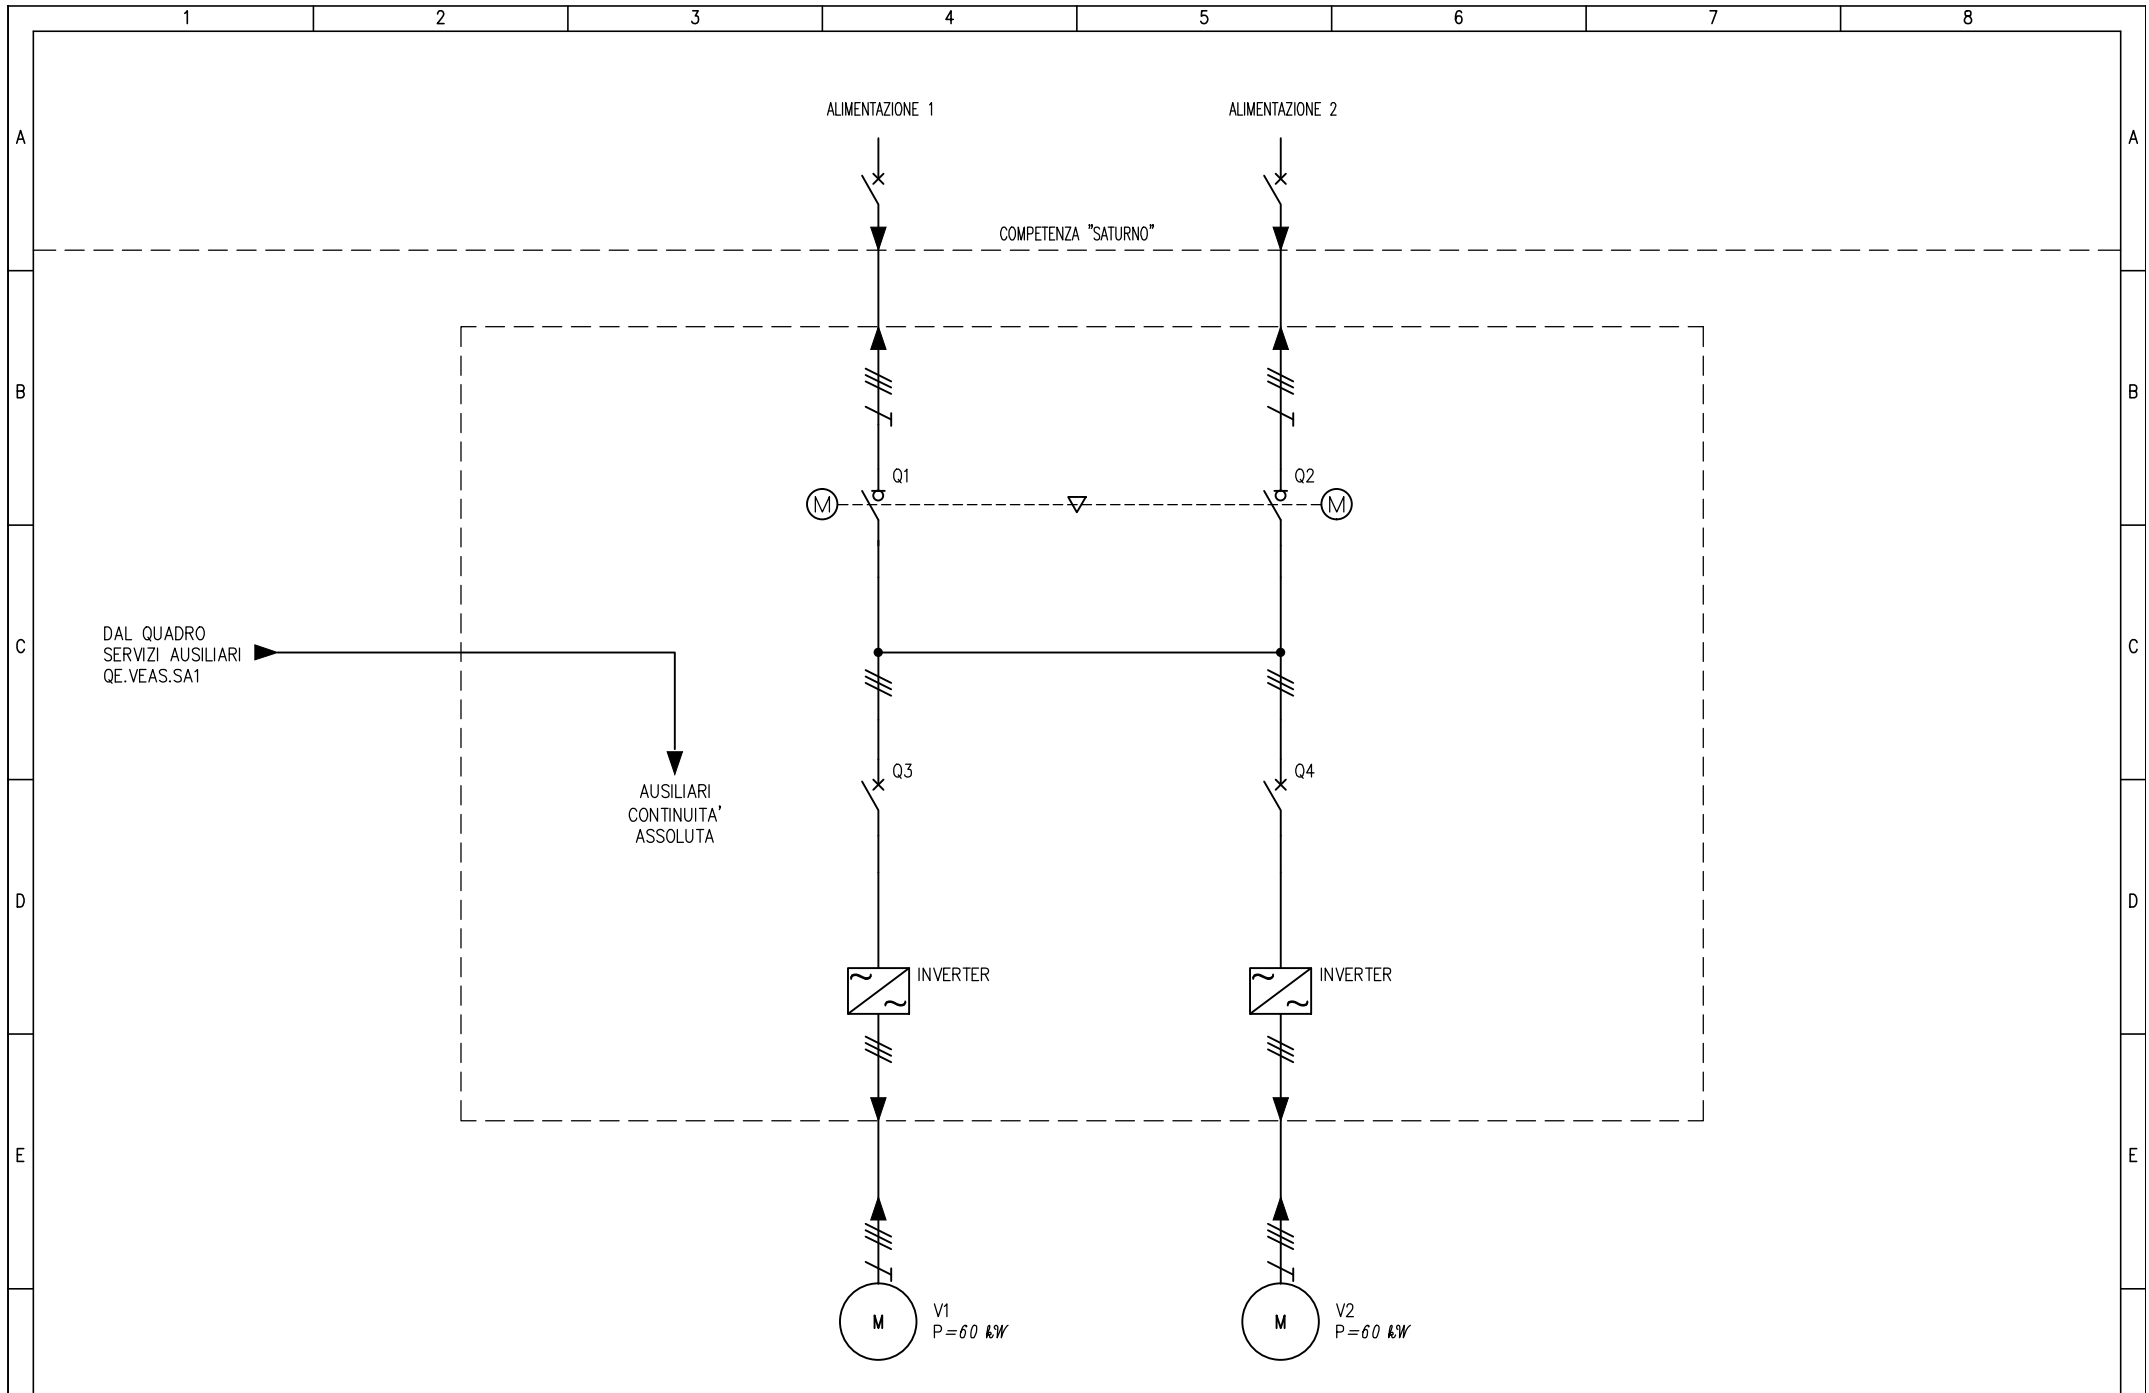 1 2 3 4 5 6 7 8
ALIMENTAZIONE 1
ALIMENTAZIONE 2
A
A
COMPETENZA "SATURNO"
B
B
Q1
Q2
M
M
DAL QUADRO
SERVIZI AUSILIARI
QE.VEAS.SA1
C
C
Q3
Q4
AUSILIARI
CONTINUITA'
ASSOLUTA
D
D
INVERTER
INVERTER
E
E
M
V1
P=60 kW
M
V2
P=60 kW